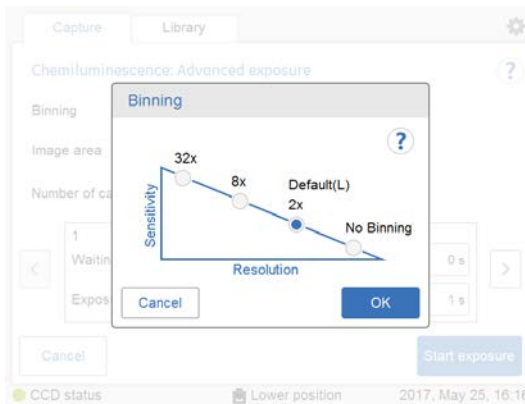 Capture
Library
Chemiluminescence: Advanced exposure
?
Binning
Binning
?
Image area
32x
8x
Default(L)
2x
No Binning
Sensitivity
Resolution
Number of ca
1
Waitin
0 s
<
>
Expos
1 s
Cancel
OK
Cancel
Start exposure
CCD status
Lower position
2017, May 25, 16:16